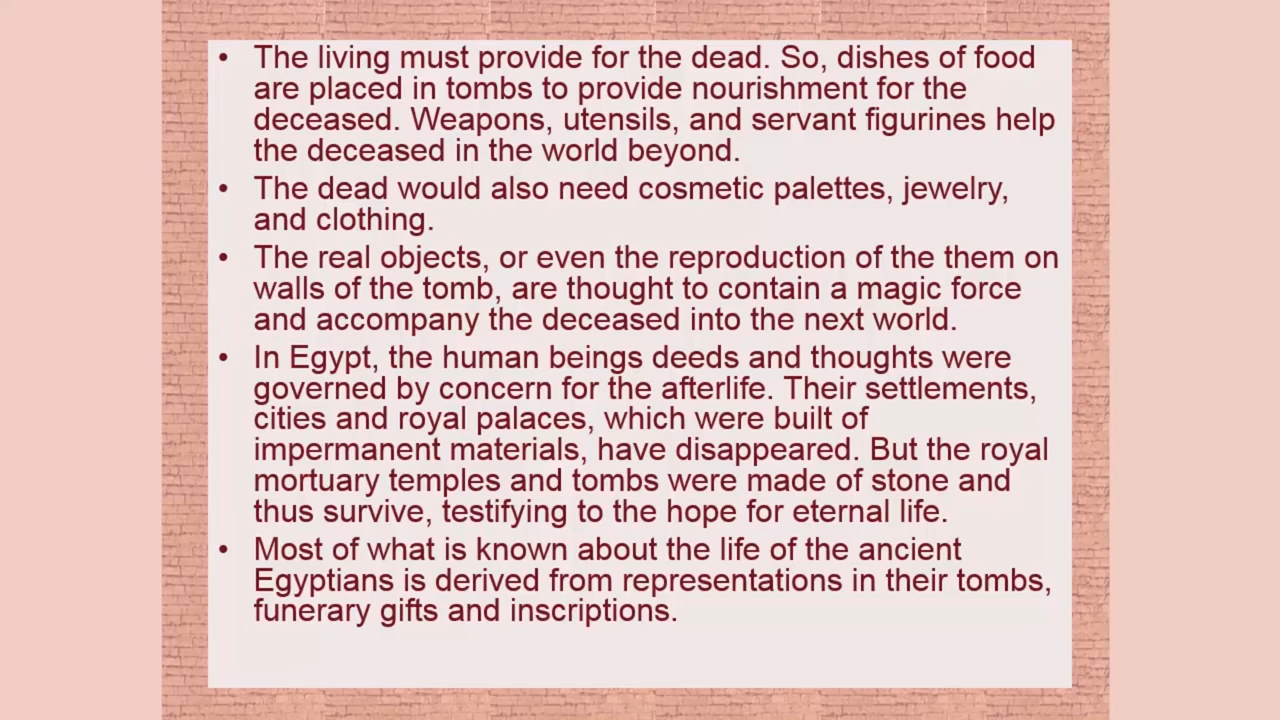 • The living must provide for the dead. So, dishes of food
are placed in tombs to provide nourishment for the
deceased. Weapons, utensils, and servant figurines help
the deceased in the world beyond.
• The dead would also need cosmetic palettes, jewelry,
and clothing.
• The real objects, or even the reproduction of the them on
walls of the tomb, are thought to contain a magic force
and accompany the deceased into the next world.
• In Egypt, the human beings deeds and thoughts were
governed by concern for the afterlife. Their settlements,
cities and royal palaces, which were built of
impermanent materials, have disappeared. But the royal
mortuary temples and tombs were made of stone and
thus survive, testifying to the hope for eternal life.
• Most of what is known about the life of the ancient
Egyptians is derived from representations in their tombs,
funerary gifts and inscriptions.